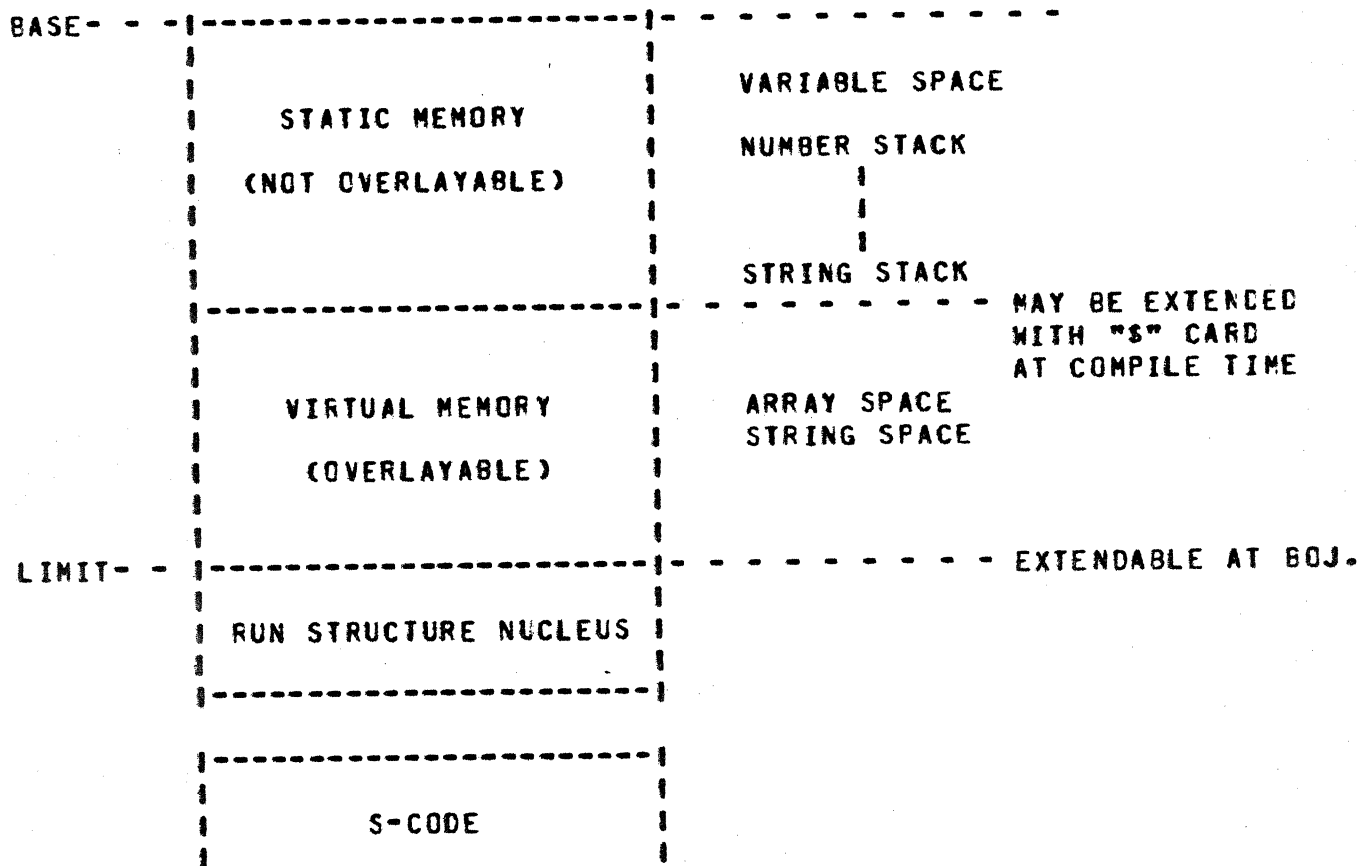 BASE
VARIABLE SPACE
STATIC MEMORY
NUMBER STACK
(NOT OVERLAYABLE)
STRING STACK
MAY BE EXTENDED
WITH "$" CARD
AT COMPILE TIME
VIRTUAL MEMORY
ARRAY SPACE
STRING SPACE
(OVERLAYABLE)
LIMIT
EXTENDABLE AT BOJ.
RUN STRUCTURE NUCLEUS
S-CODE